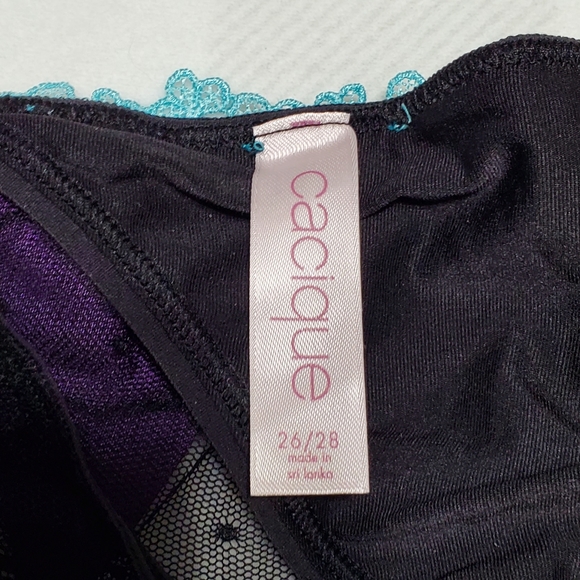 cacique
26/28
made in
sri lanka